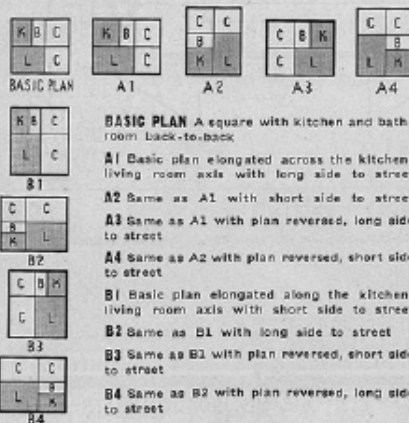 K B C
L C
BASIC PLAN
K B C
L C
A1
C C
B
K L
A2
C B K
C L
A3
C C
B
L K
A4
K B C
L C
B1
C C
B
K L
B2
C B K
C L
B3
C C
B
L K
B4
BASIC PLAN A square with kitchen and bath-
room back-to-back
A1 Basic plan elongated across the kitchen
living room axis with long side to stree
A2 Same as A1 with short side to stree
A3 Same as A1 with plan reversed, long side
to street
A4 Same as A2 with plan reversed, short side
to street
B1 Basic plan elongated along the kitchen
living room axis with short side to stree
B2 Same as B1 with long side to street
B3 Same as B1 with plan reversed, short side
to street
B4 Same as B2 with plan reversed, long side
to street